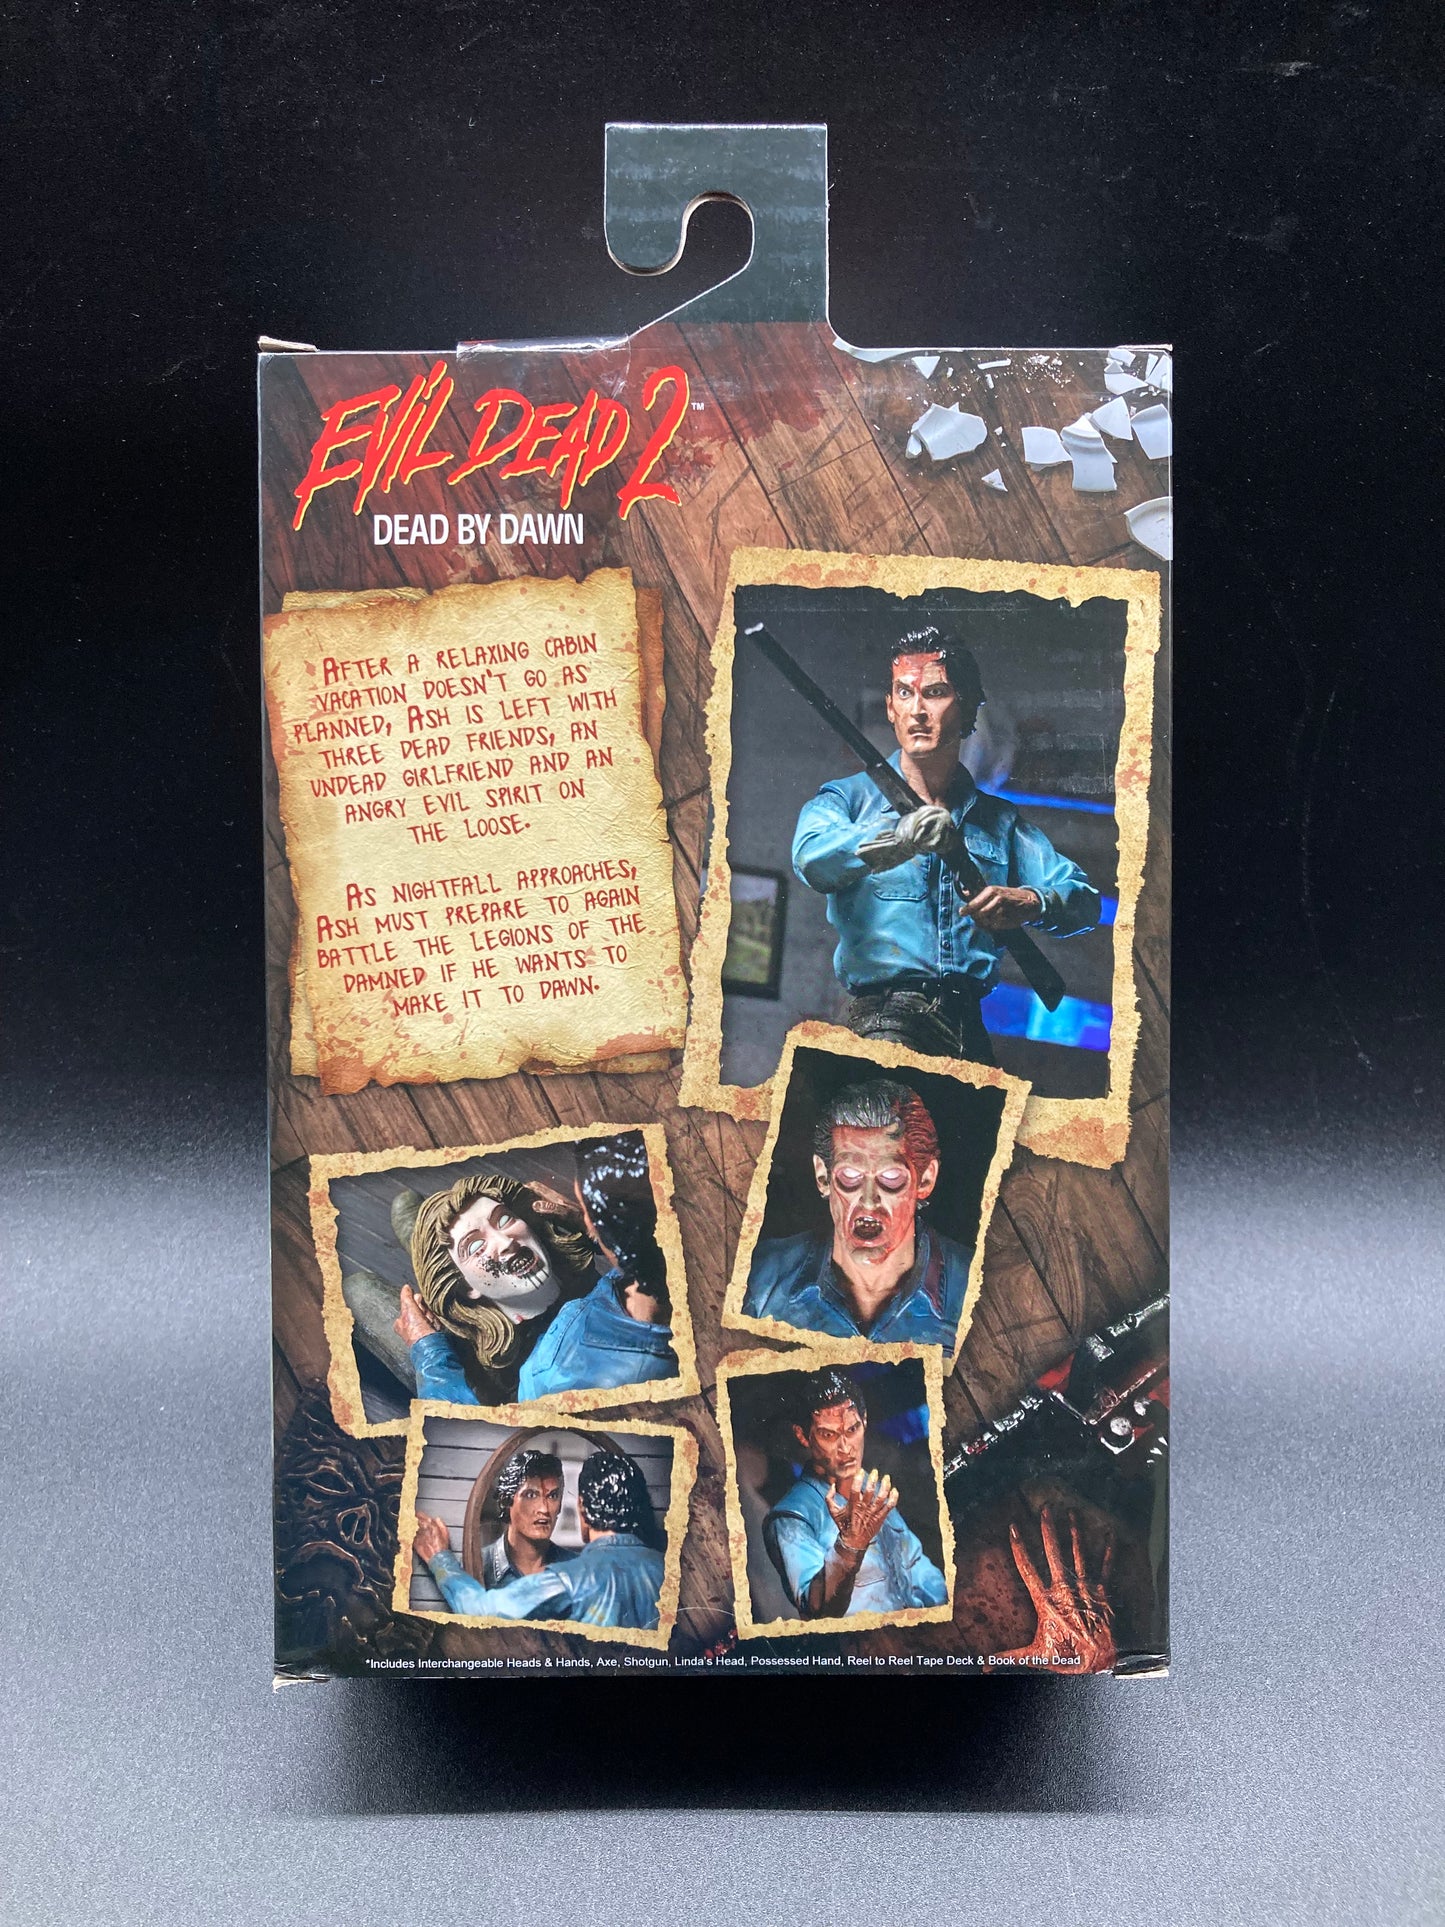 EVIL DEAD 2™
DEAD BY DAWN
AFTER A RELAXING CABIN
VACATION DOESN'T GO AS
PLANNED, ASH IS LEFT WITH
THREE DEAD FRIENDS, AN
UNDEAD GIRLFRIEND AND AN
ANGRY EVIL SPIRIT ON
THE LOOSE.
AS NIGHTFALL APPROACHES,
ASH MUST PREPARE TO AGAIN
BATTLE THE LEGIONS OF THE
DAMNED IF HE WANTS TO
MAKE IT TO DAWN.
*Includes Interchangeable Heads & Hands, Axe, Shotgun, Linda's Head, Possessed Hand, Reel to Reel Tape Deck & Book of the Dead